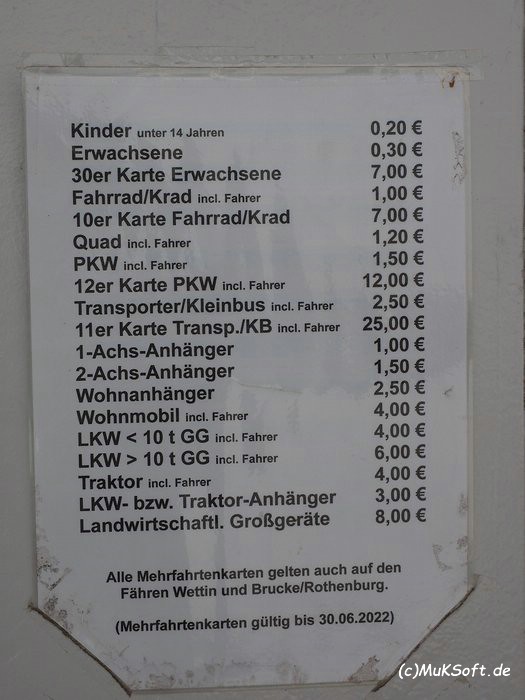 Kinder unter 14 Jahren 0,20 €
Erwachsene 0,30 €
30er Karte Erwachsene 7,00 €
Fahrrad/Krad incl. Fahrer 1,00 €
10er Karte Fahrrad/Krad 7,00 €
Quad incl. Fahrer 1,20 €
PKW incl. Fahrer 1,50 €
12er Karte PKW incl. Fahrer 12,00 €
Transporter/Kleinbus incl. Fahrer 2,50 €
11er Karte Transp./KB incl. Fahrer 25,00 €
1-Achs-Anhänger 1,00 €
2-Achs-Anhänger 1,50 €
Wohnanhänger 2,50 €
Wohnmobil incl. Fahrer 4,00 €
LKW < 10 t GG incl. Fahrer 4,00 €
LKW > 10 t GG incl. Fahrer 6,00 €
Traktor incl. Fahrer 4,00 €
LKW- bzw. Traktor-Anhänger 3,00 €
Landwirtschaftl. Großgeräte 8,00 €
Alle Mehrfahrtenkarten gelten auch auf den
Fähren Wettin und Brucke/Rothenburg.
(Mehrfahrtenkarten gültig bis 30.06.2022)
(c)MuKSoft.de